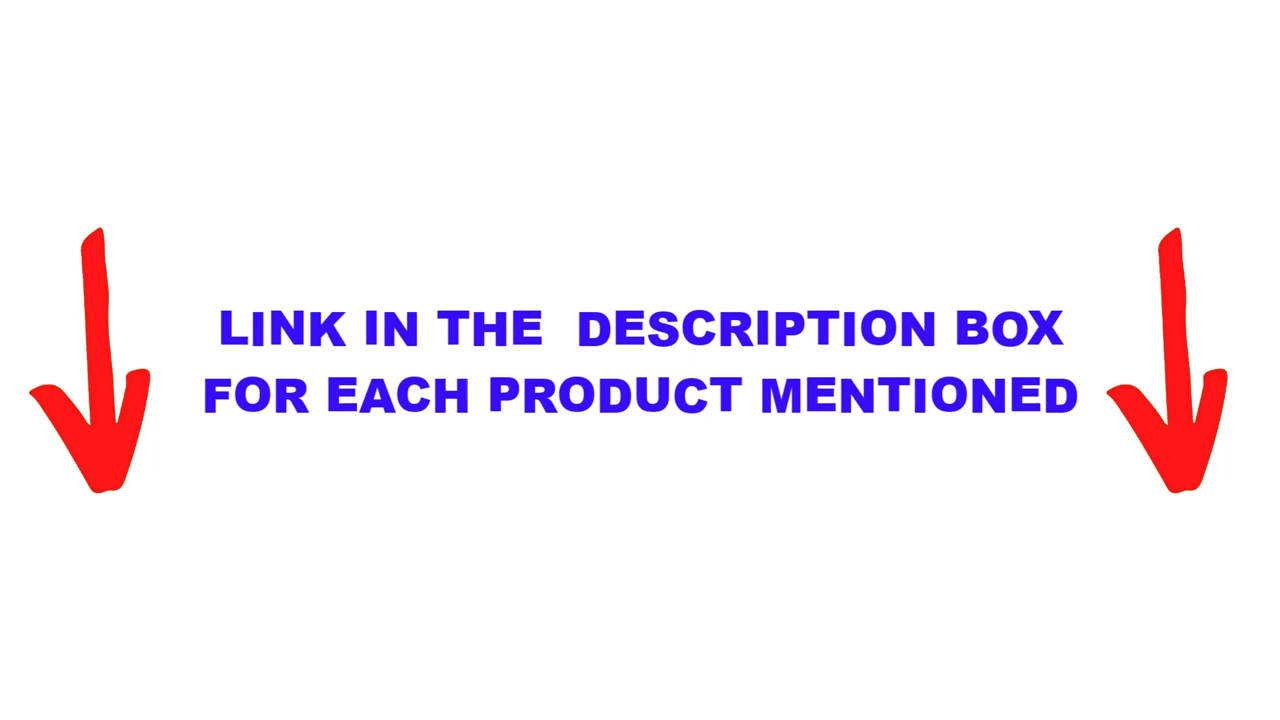 LINK IN THE  DESCRIPTION BOX
FOR EACH PRODUCT MENTIONED